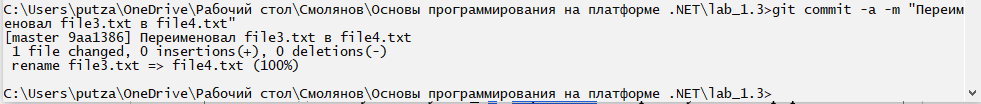 C:\Users\putza\OneDrive\Рабочий стол\Смолянов\Основы программирования на платформе .NET\lab_1.3>git commit -a -m "Переим
еновал file3.txt в file4.txt"
[master 9aa1386] Переименовал file3.txt в file4.txt
 1 file changed, 0 insertions(+), 0 deletions(-)
 rename file3.txt => file4.txt (100%)

C:\Users\putza\OneDrive\Рабочий стол\Смолянов\Основы программирования на платформе .NET\lab_1.3>